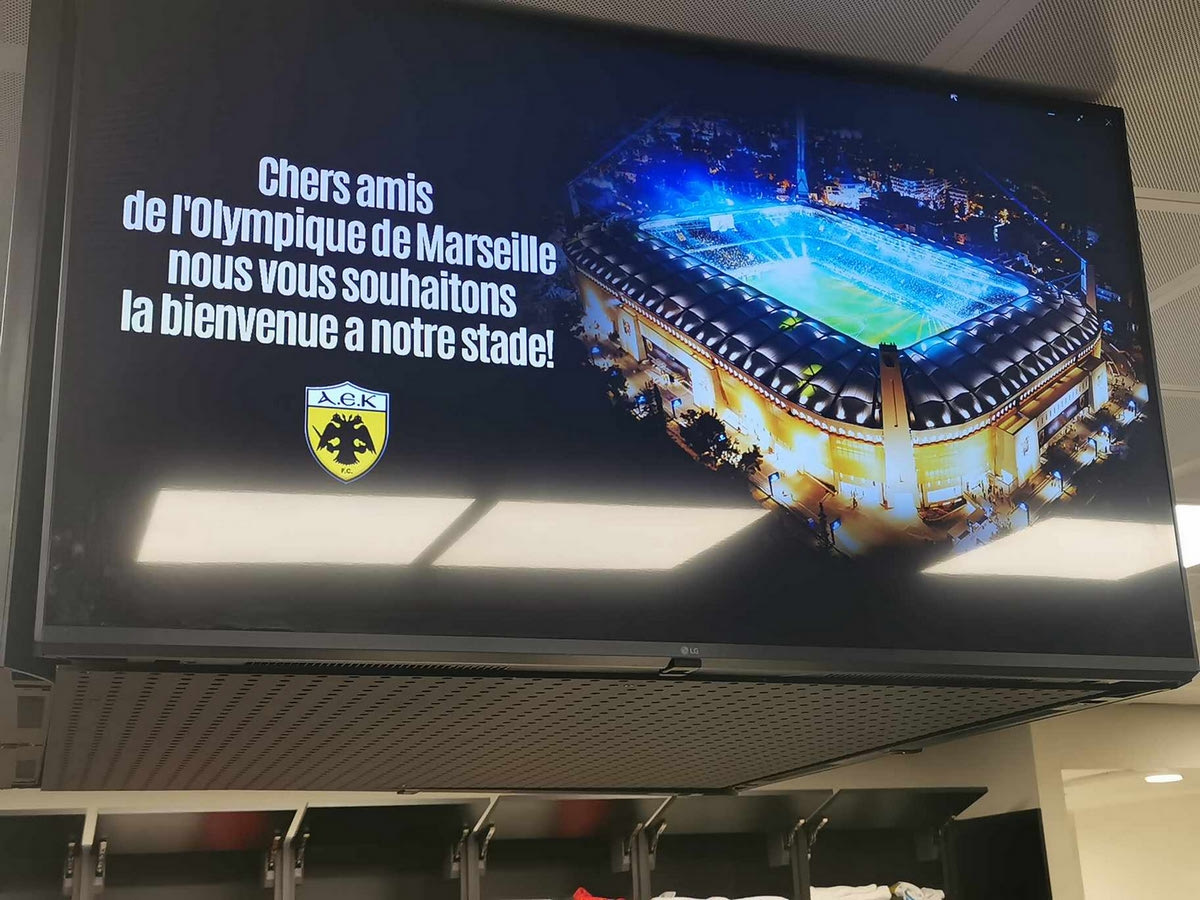 Chers amis
de l'Olympique de Marseille
nous vous souhaitons
la bienvenue a notre stade!
A.E.K
F.C.
LG